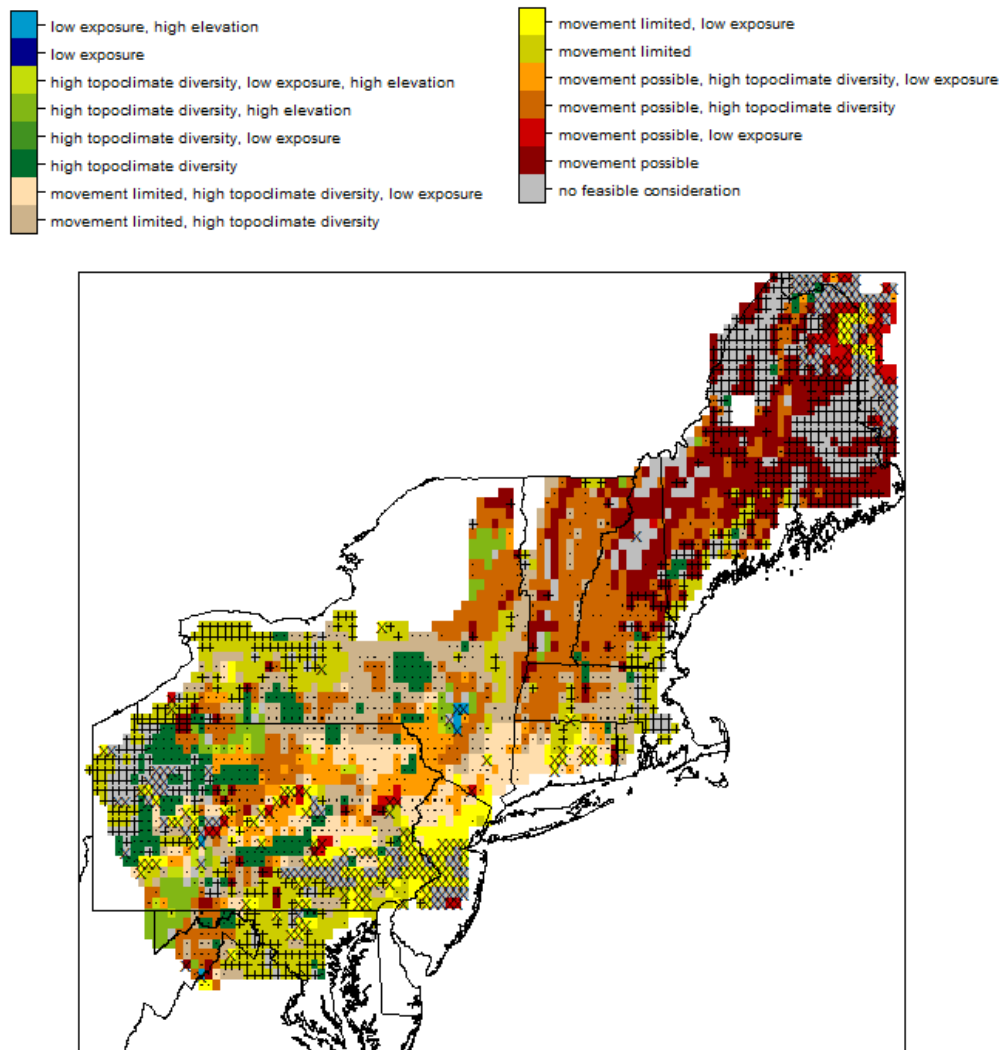 low exposure, high elevation
low exposure
high topoclimate diversity, low exposure, high elevation
high topoclimate diversity, high elevation
high topoclimate diversity, low exposure
high topoclimate diversity
movement limited, high topoclimate diversity, low exposure
movement limited, high topoclimate diversity
movement limited, low exposure
movement limited
movement possible, high topoclimate diversity, low exposure
movement possible, high topoclimate diversity
movement possible, low exposure
movement possible
no feasible consideration